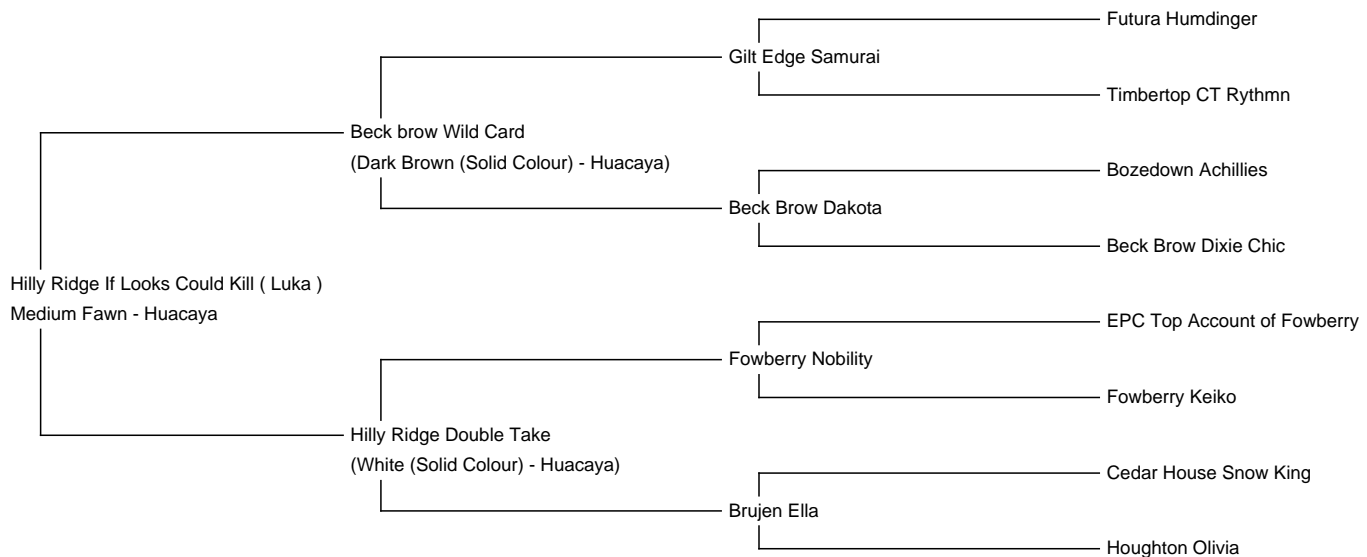 Futura Humdinger
Gilt Edge Samurai
Timbertop CT Rythmn
Beck brow Wild Card
(Dark Brown (Solid Colour) - Huacaya)
Bozedown Achillies
Beck Brow Dakota
Beck Brow Dixie Chic
Hilly Ridge If Looks Could Kill ( Luka )
Medium Fawn - Huacaya
EPC Top Account of Fowberry
Fowberry Nobility
Fowberry Keiko
Hilly Ridge Double Take
(White (Solid Colour) - Huacaya)
Cedar House Snow King
Brujen Ella
Houghton Olivia